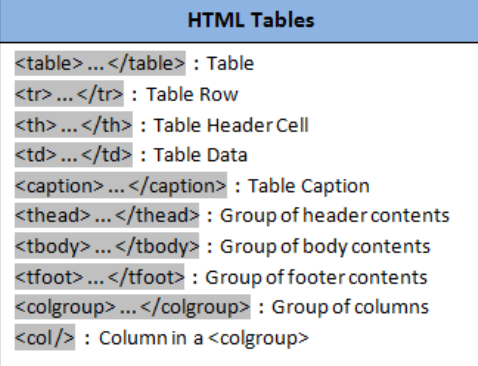 HTML Tables
<table> ... </table> : Table
<tr> ... </tr> : Table Row
<th> ... </th> : Table Header Cell
<td> ... </td> : Table Data
<caption> ... </caption> : Table Caption
<thead> ... </thead> : Group of header contents
<tbody> ... </tbody> : Group of body contents
<tfoot> ... </tfoot> : Group of footer contents
<colgroup> ... </colgroup> : Group of columns
<col/> : Column in a <colgroup>